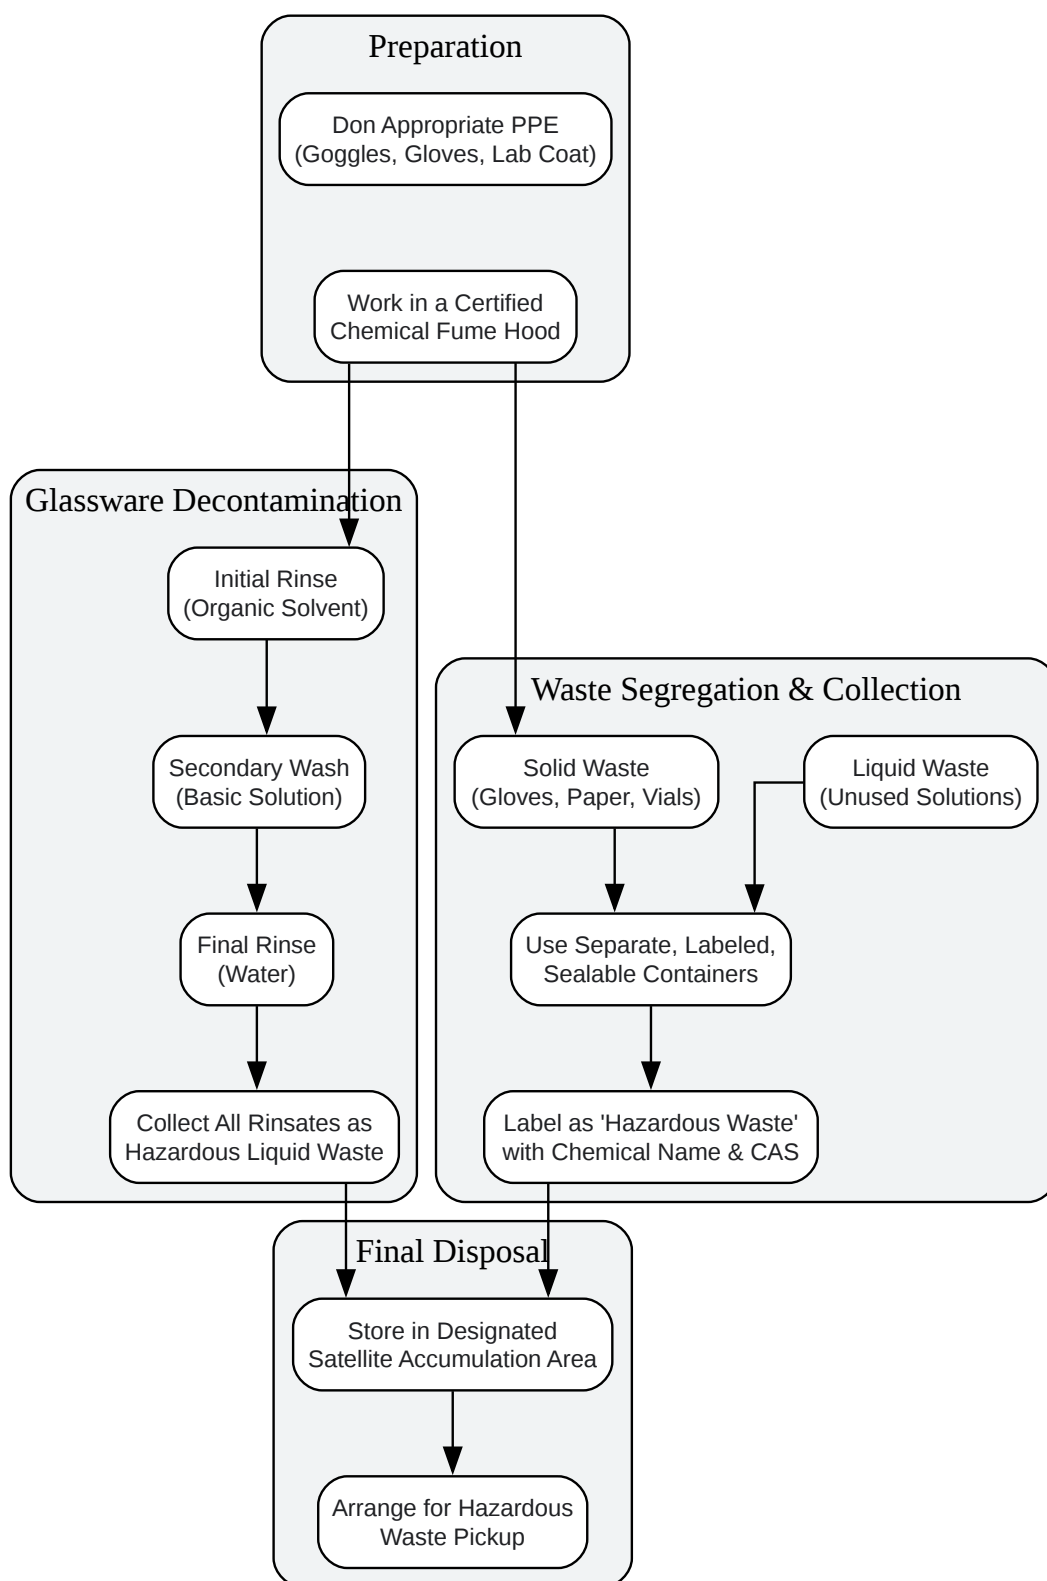 Preparation
Don Appropriate PPE
(Goggles, Gloves, Lab Coat)
Work in a Certified
Chemical Fume Hood
Glassware Decontamination
Initial Rinse
(Organic Solvent)
Secondary Wash
(Basic Solution)
Final Rinse
(Water)
Collect All Rinsates as
Hazardous Liquid Waste
Waste Segregation & Collection
Solid Waste
(Gloves, Paper, Vials)
Liquid Waste
(Unused Solutions)
Use Separate, Labeled,
Sealable Containers
Label as 'Hazardous Waste'
with Chemical Name & CAS
Final Disposal
Store in Designated
Satellite Accumulation Area
Arrange for Hazardous
Waste Pickup